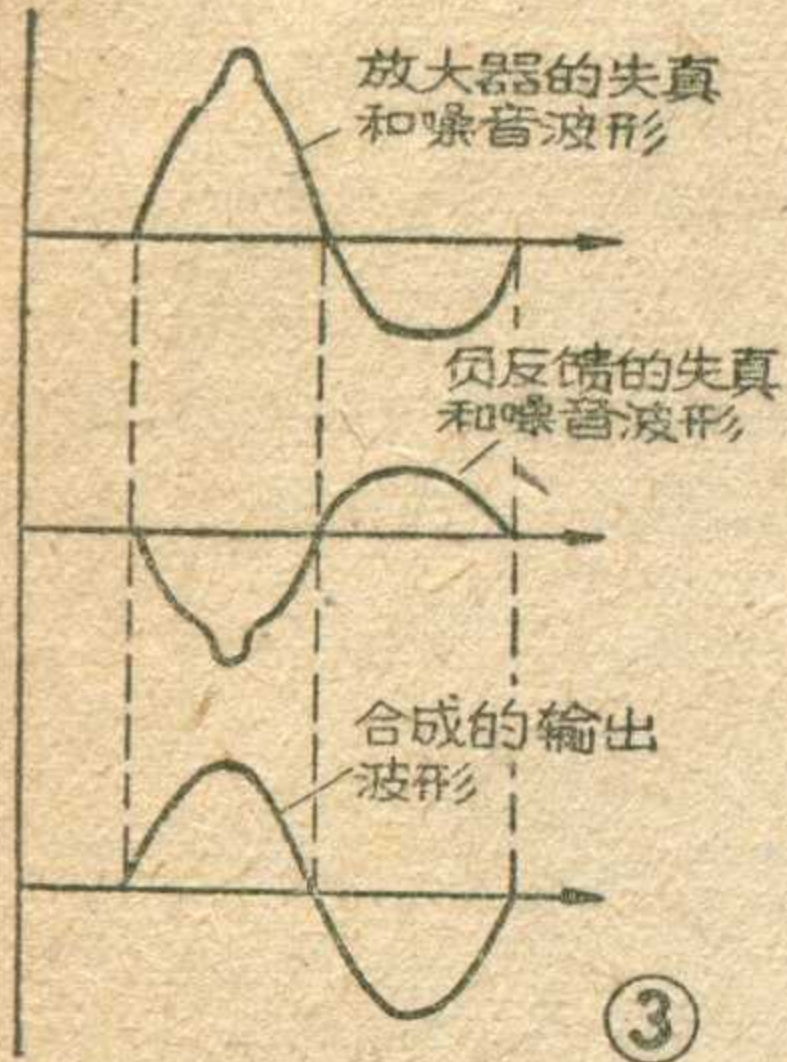 放大器的失真
和噪音波形
负反馈的失真
和噪音波形
合成的输出
波形
③